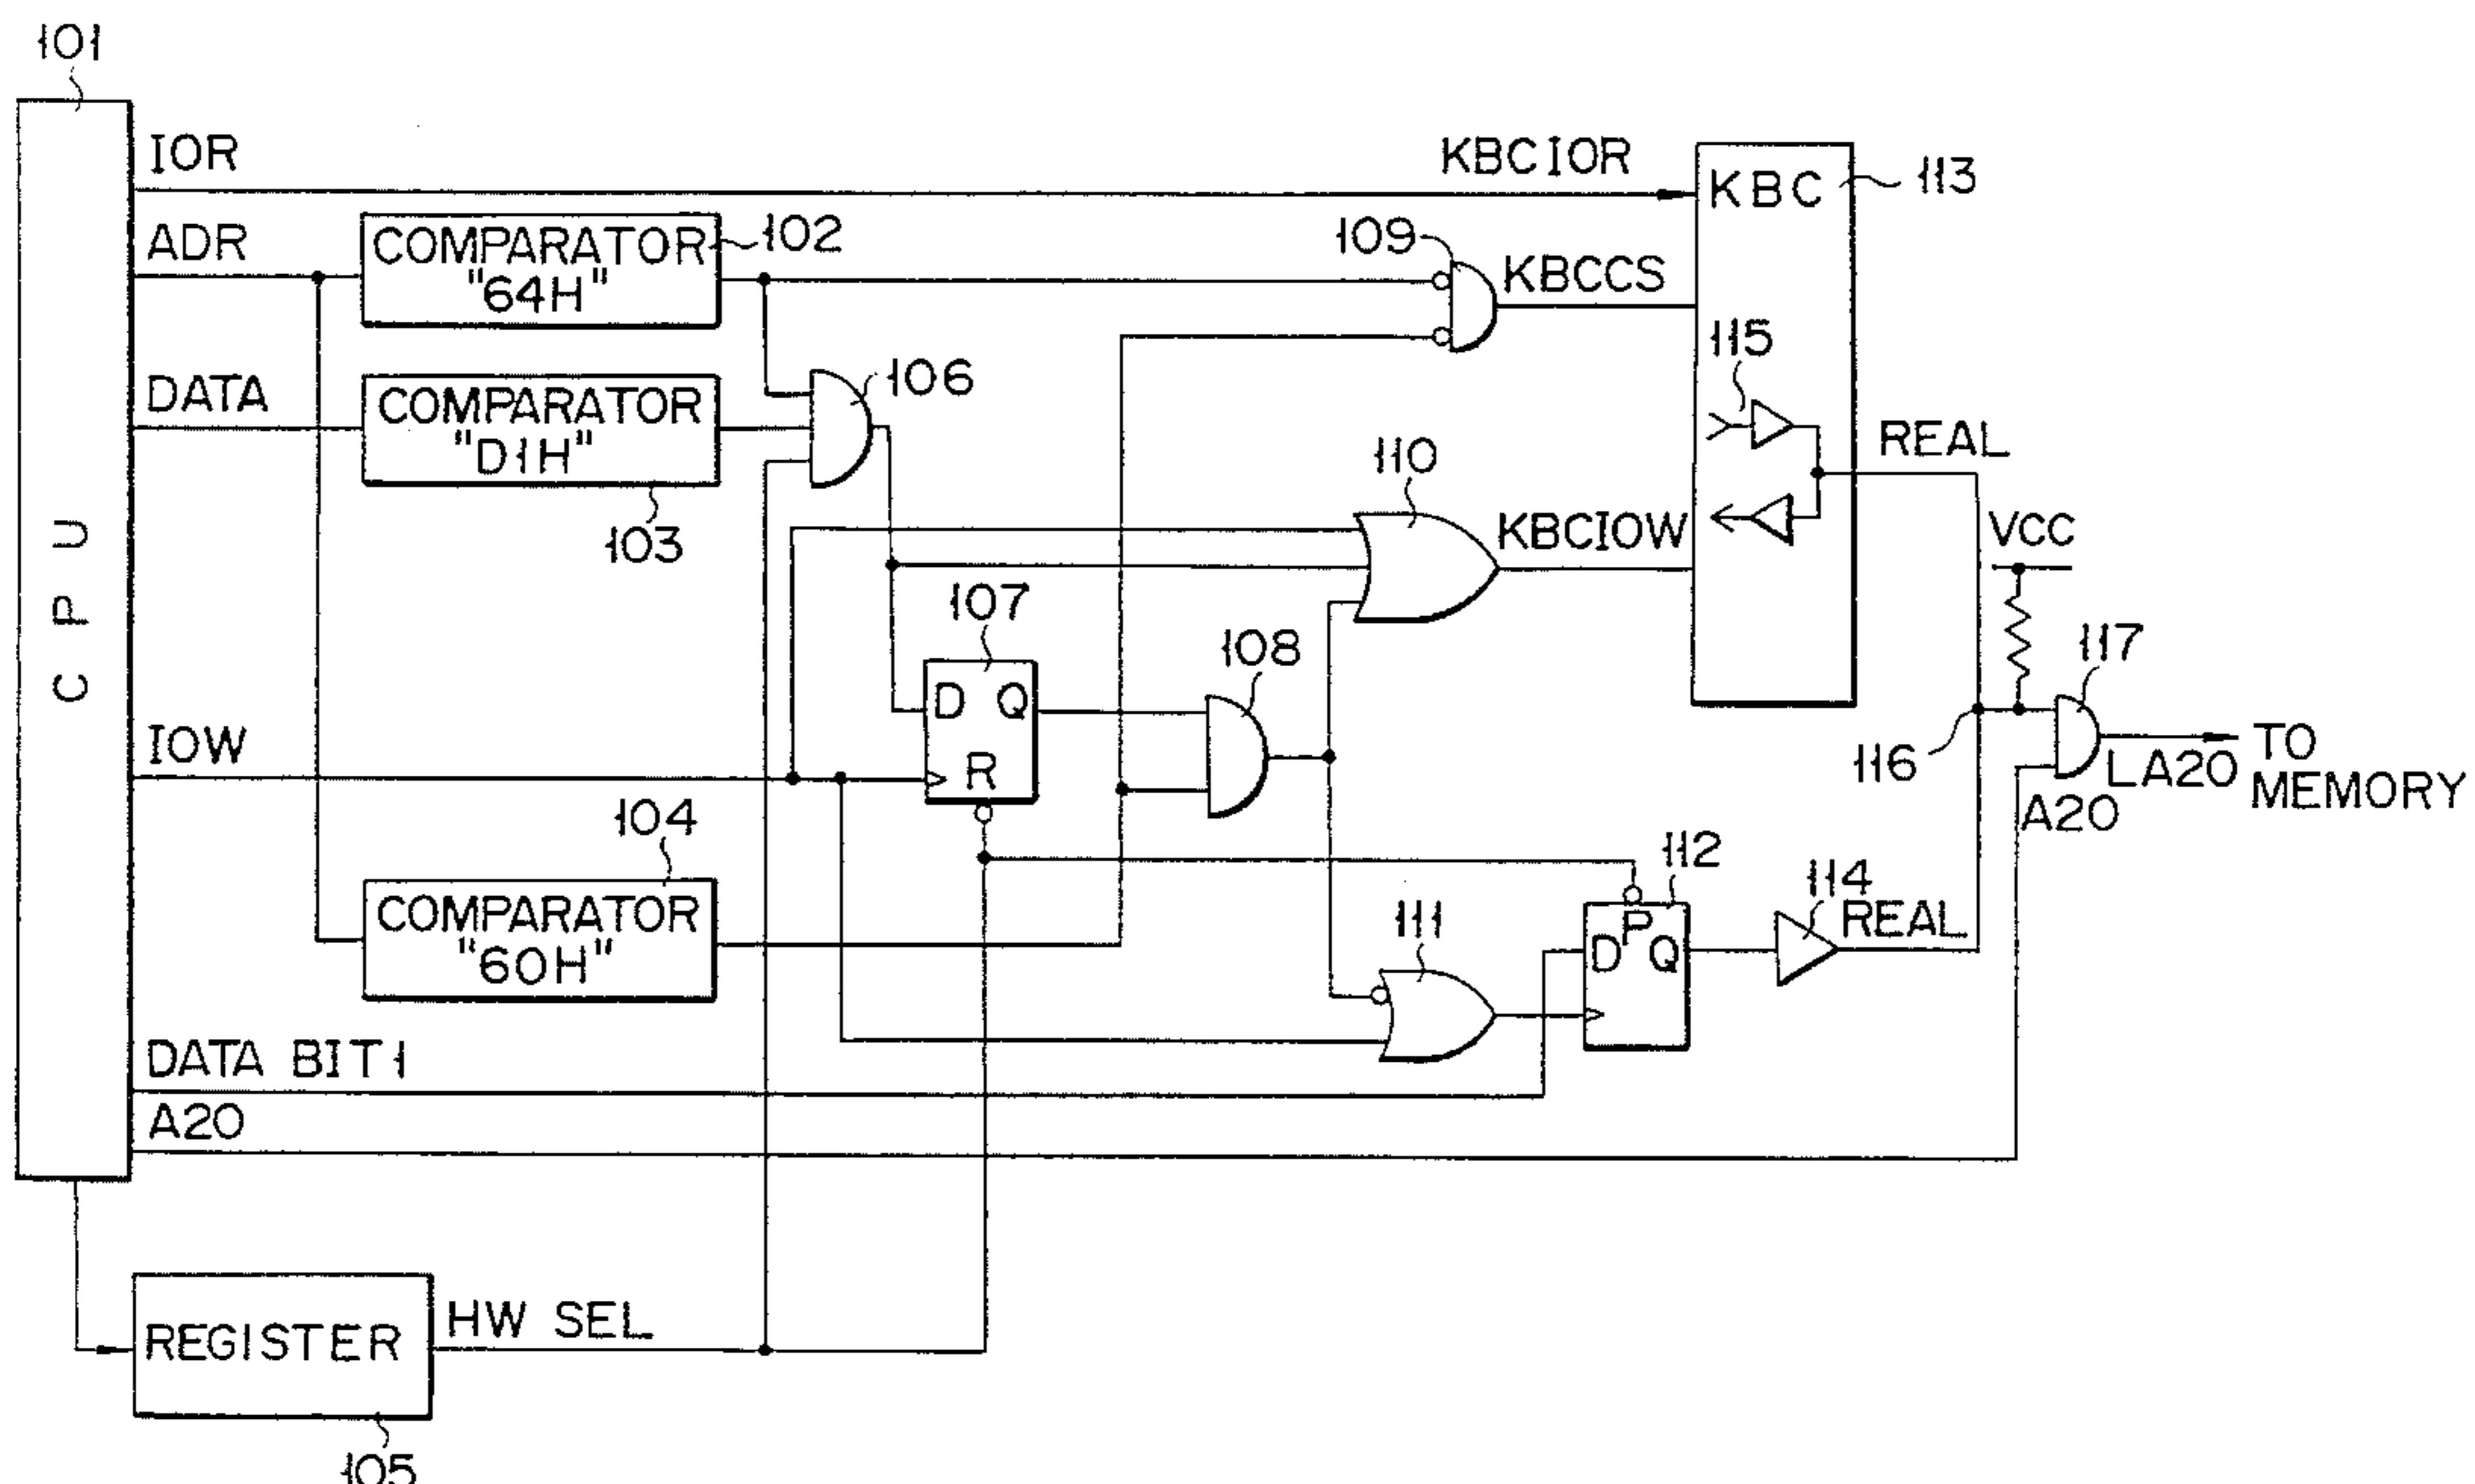 101
IOR
KBCIOR
KBC
113
ADR
COMPARATOR
"64H"
102
109
KBCCS
115
DATA
COMPARATOR
"D1H"
103
106
110
REAL
KBCIOW
VCC
CPU
107
108
117
D Q
R
IOW
116
LA20
TO
MEMORY
A20
104
COMPARATOR
"60H"
112
114
REAL
111
P
D Q
DATA BIT1
A20
REGISTER
HW SEL
105